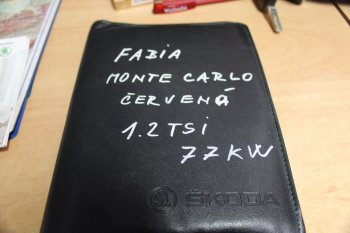 FABIA
MONTE CARLO
ČERVENÁ
1.2 TSI
77 KW
ŠKODA